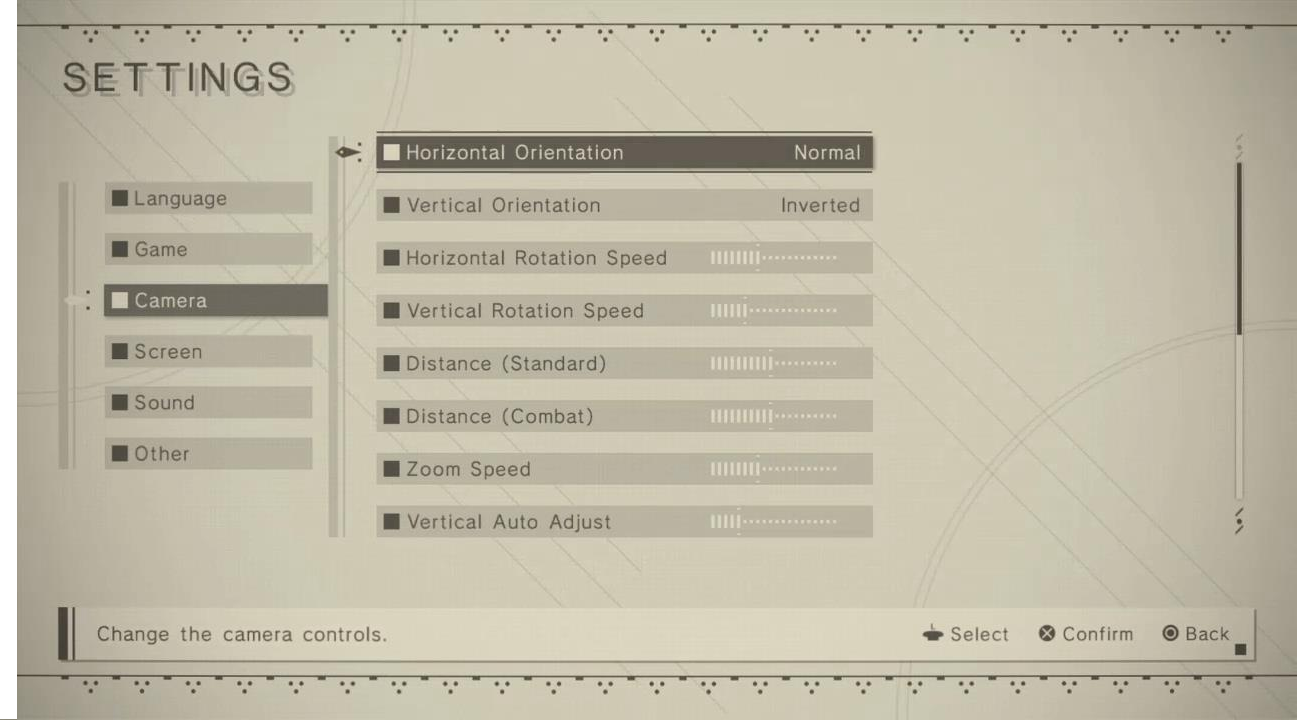 SETTINGS
Language
Game
Camera
Screen
Sound
Other
Horizontal Orientation Normal
Vertical Orientation Inverted
Horizontal Rotation Speed
Vertical Rotation Speed
Distance (Standard)
Distance (Combat)
Zoom Speed
Vertical Auto Adjust
Change the camera controls.
Select Confirm Back